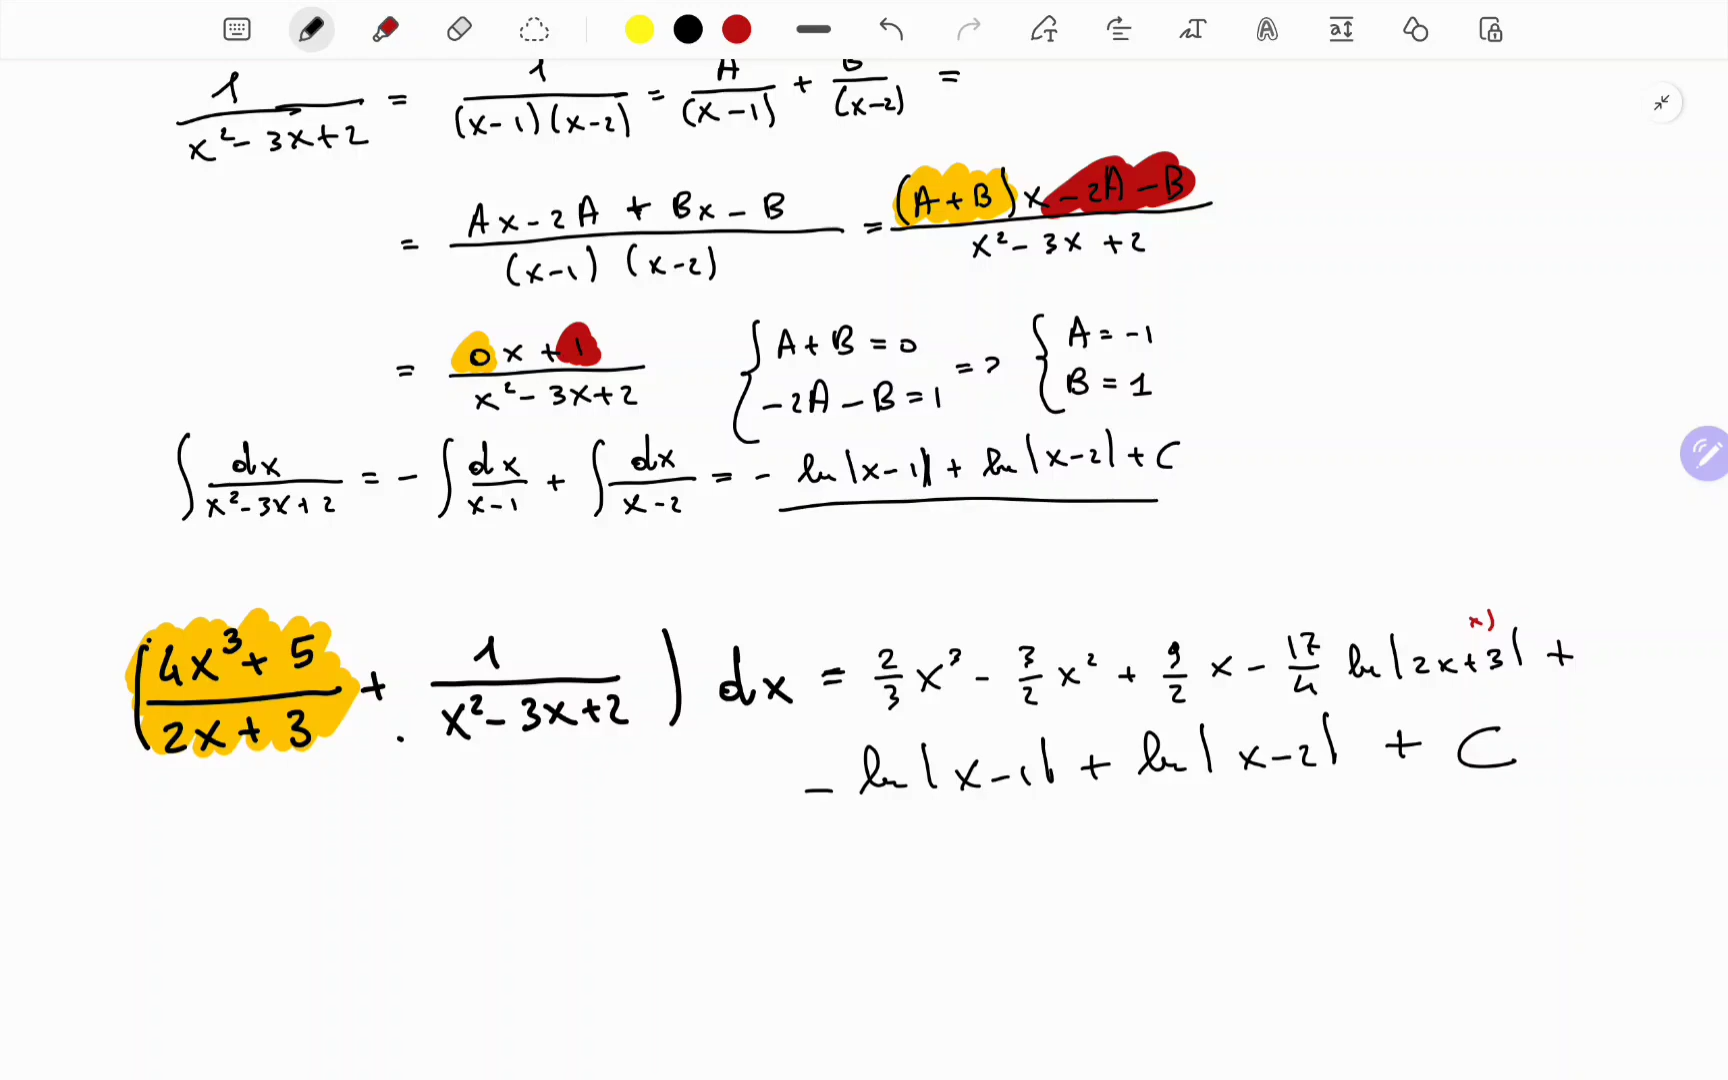 1/(x² - 3x + 2) = 1/((x-1)(x-2)) = A/(x-1) + B/(x-2) =
= (Ax - 2A + Bx - B)/((x-1)(x-2)) = ((A+B)x - 2A - B)/(x² - 3x + 2)
= (0x + 1)/(x² - 3x + 2) { A + B = 0 -2A - B = 1 => { A = -1 B = 1
∫ dx/(x² - 3x + 2) = - ∫ dx/(x-1) + ∫ dx/(x-2) = - ln|x-1| + ln|x-2| + C
x)
((4x³ + 5)/(2x + 3) + 1/(x² - 3x + 2)) dx = 2/3 x³ - 3/2 x² + 9/2 x - 17/4 ln|2x+3| +
- ln|x-1| + ln|x-2| + C